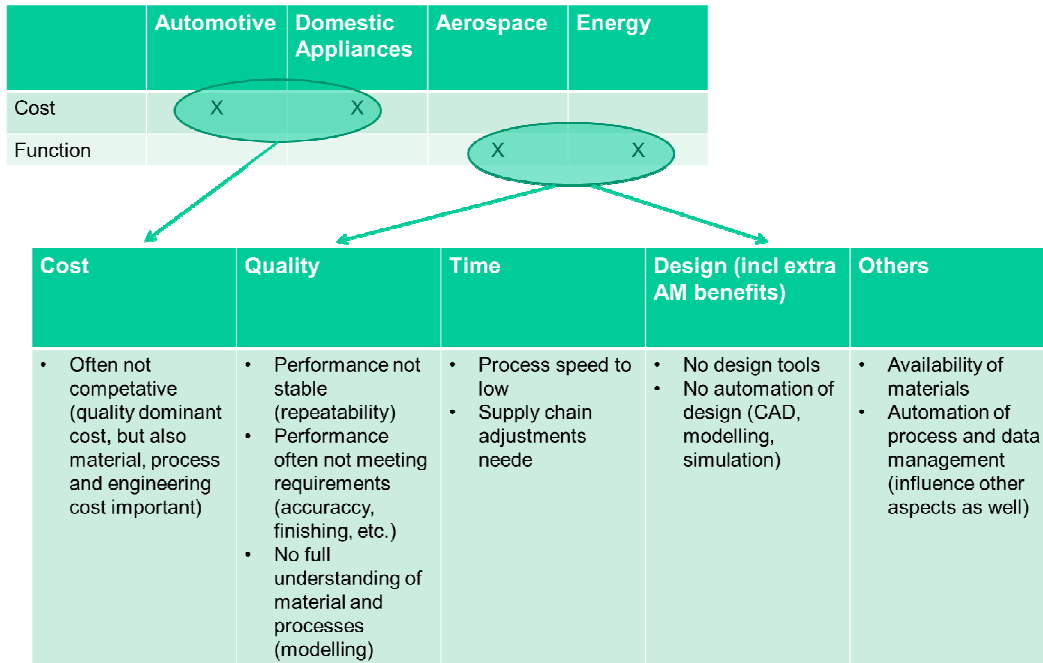 Automotive
Domestic
Appliances
Aerospace
Energy
Cost
X
X
Function
X
X
Cost
Quality
Time
Design (incl extra
AM benefits)
Others
• Often not
competative
(quality dominant
cost, but also
material, process
and engineering
cost important)
• Performance not
stable
(repeatability)
• Performance
often not meeting
requirements
(accuraccy,
finishing, etc.)
• No full
understanding of
material and
processes
(modelling)
• Process speed to
low
• Supply chain
adjustments
neede
• No design tools
• No automation of
design (CAD,
modelling,
simulation)
• Availability of
materials
• Automation of
process and data
management
(influence other
aspects as well)